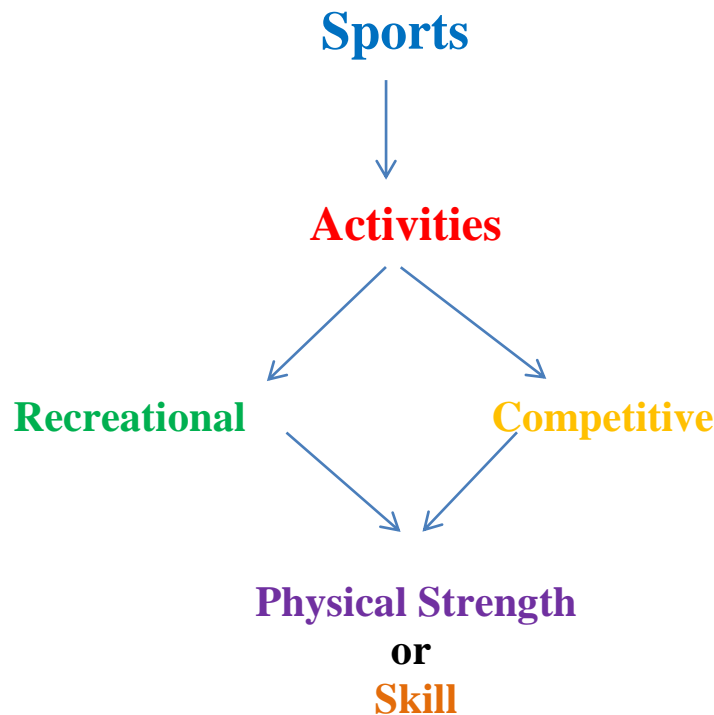 Sports
Activities
Recreational
Competitive
Physical Strength
or
Skill